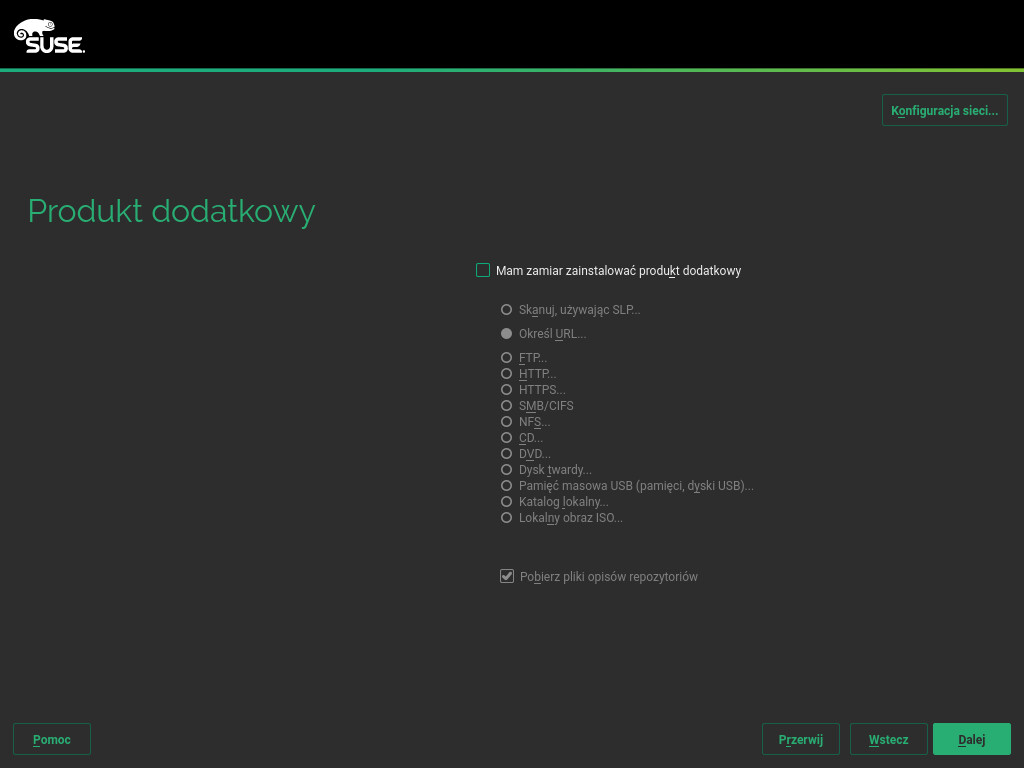 SUSE.
Konfiguracja sieci...
Produkt dodatkowy
Mam zamiar zainstalować produkt dodatkowy
Skanuj, używając SLP...
Określ URL...
FTP...
HTTP...
HTTPS...
SMB/CIFS
NFS...
CD...
DVD...
Dysk twardy...
Pamięć masowa USB (pamięci, dyski USB)...
Katalog lokalny...
Lokalny obraz ISO...
Pobierz pliki opisów repozytoriów
Pomoc
Przerwij
Wstecz
Dalej